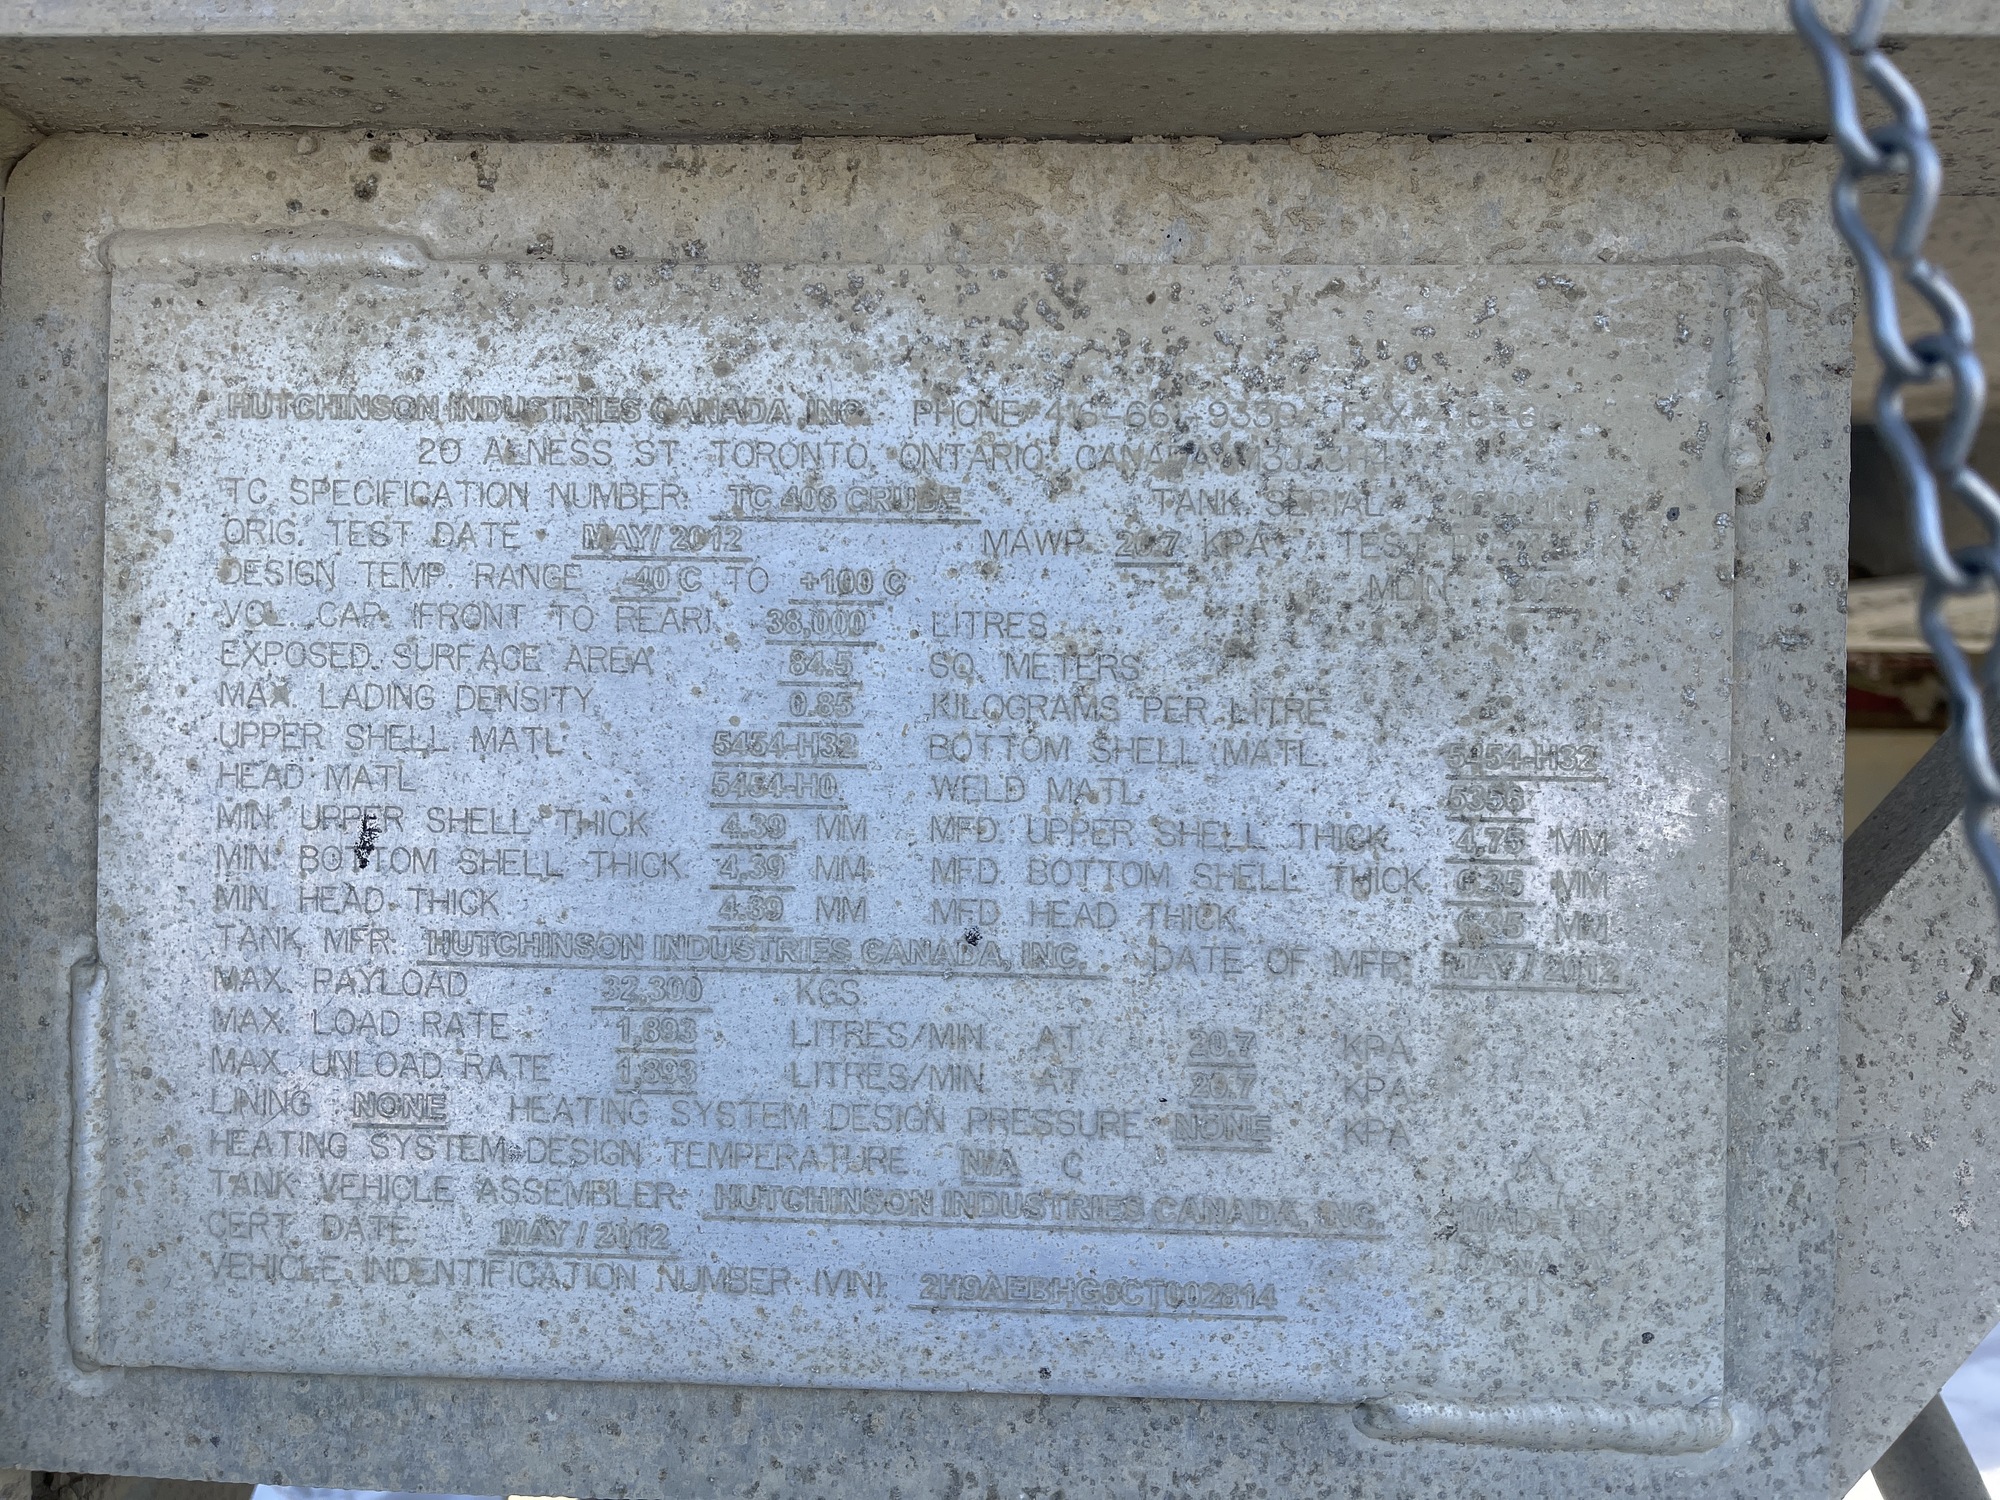 HUTCHINSON INDUSTRIES CANADA, INC. PHONE FAX
20 ALNESS ST TORONTO, ONTARIO, CANADA
TC SPECIFICATION NUMBER TC 406 CRUDE TANK SERIAL
ORIG. TEST DATE MAY/ 2012 MAWP 20.7 KPA TEST
DESIGN TEMP. RANGE -40 C TO +100 C
VOL. CAP. (FRONT TO REAR) 38,000 LITRES
EXPOSED SURFACE AREA 84.5 SQ. METERS
MAX. LADING DENSITY 0.85 KILOGRAMS PER LITRE
UPPER SHELL MATL 5454-H32 BOTTOM SHELL MATL 5454-H32
HEAD MATL 5454-H0 WELD MATL 5356
MIN. UPPER SHELL THICK 4.39 MM MFD. UPPER SHELL THICK. 4.75 MM
MIN. BOTTOM SHELL THICK. 4.39 MM MFD. BOTTOM SHELL THICK 6.35 MM
MIN. HEAD THICK 4.39 MM MFD. HEAD THICK 6.35 MM
TANK MFR. HUTCHINSON INDUSTRIES CANADA, INC. DATE OF MFR. MAY / 2012
MAX. PAYLOAD 32,300 KGS
MAX. LOAD RATE 1,893 LITRES/MIN. AT 20.7 KPA
MAX. UNLOAD RATE 1,893 LITRES/MIN. AT 20.7 KPA
LINING NONE HEATING SYSTEM DESIGN PRESSURE NONE KPA
HEATING SYSTEM DESIGN TEMPERATURE N/A C
TANK VEHICLE ASSEMBLER HUTCHINSON INDUSTRIES CANADA, INC.
CERT. DATE MAY / 2012 MADE IN
CANADA
VEHICLE INDENTIFICATION NUMBER (VIN) 2H9AEBHG6CT002814